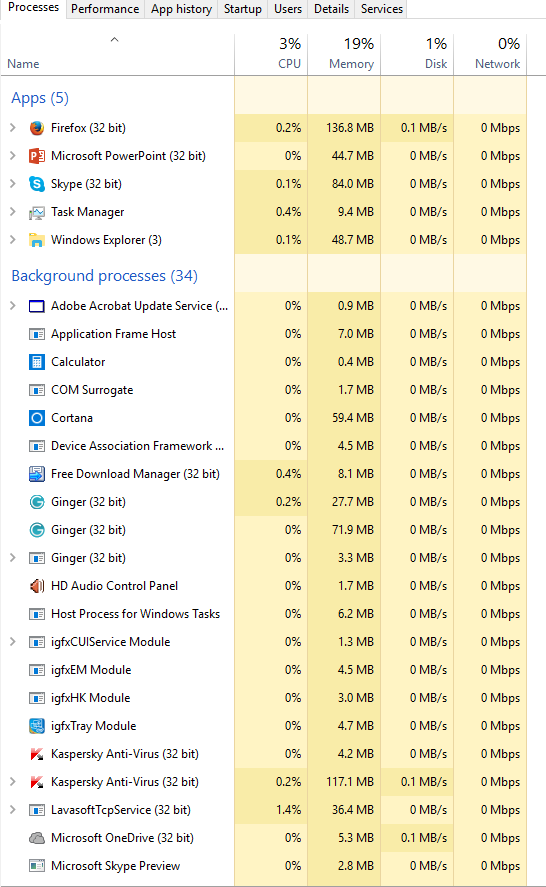 Processes Performance App history Startup Users Details Services
3% 19% 1% 0%
Name CPU Memory Disk Network
Apps (5)
Firefox (32 bit) 0.2% 136.8 MB 0.1 MB/s 0 Mbps
Microsoft PowerPoint (32 bit) 0% 44.7 MB 0 MB/s 0 Mbps
Skype (32 bit) 0.1% 84.0 MB 0 MB/s 0 Mbps
Task Manager 0.4% 9.4 MB 0 MB/s 0 Mbps
Windows Explorer (3) 0.1% 48.7 MB 0 MB/s 0 Mbps
Background processes (34)
Adobe Acrobat Update Service (... 0% 0.9 MB 0 MB/s 0 Mbps
Application Frame Host 0% 7.0 MB 0 MB/s 0 Mbps
Calculator 0% 0.4 MB 0 MB/s 0 Mbps
COM Surrogate 0% 1.7 MB 0 MB/s 0 Mbps
Cortana 0% 59.4 MB 0 MB/s 0 Mbps
Device Association Framework ... 0% 4.5 MB 0 MB/s 0 Mbps
Free Download Manager (32 bit) 0.4% 8.1 MB 0 MB/s 0 Mbps
Ginger (32 bit) 0.2% 27.7 MB 0 MB/s 0 Mbps
Ginger (32 bit) 0% 71.9 MB 0 MB/s 0 Mbps
Ginger (32 bit) 0% 3.3 MB 0 MB/s 0 Mbps
HD Audio Control Panel 0% 1.7 MB 0 MB/s 0 Mbps
Host Process for Windows Tasks 0% 6.2 MB 0 MB/s 0 Mbps
igfxCUIService Module 0% 1.3 MB 0 MB/s 0 Mbps
igfxEM Module 0% 4.5 MB 0 MB/s 0 Mbps
igfxHK Module 0% 3.0 MB 0 MB/s 0 Mbps
igfxTray Module 0% 4.7 MB 0 MB/s 0 Mbps
Kaspersky Anti-Virus (32 bit) 0% 4.2 MB 0 MB/s 0 Mbps
Kaspersky Anti-Virus (32 bit) 0.2% 117.1 MB 0.1 MB/s 0 Mbps
LavasoftTcpService (32 bit) 1.4% 36.4 MB 0 MB/s 0 Mbps
Microsoft OneDrive (32 bit) 0% 5.3 MB 0.1 MB/s 0 Mbps
Microsoft Skype Preview 0% 2.8 MB 0 MB/s 0 Mbps